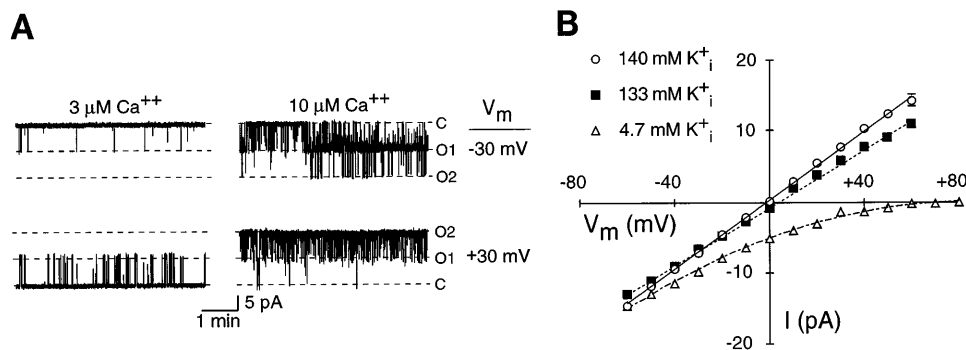 A
3 µM Ca++
10 µM Ca++
Vm
C
O1
-30 mV
O2
O2
O1
+30 mV
C
5 pA
1 min
B
140 mM K+i
133 mM K+i
4.7 mM K+i
20
10
-80
-40
+40
+80
Vm (mV)
-10
-20
I (pA)